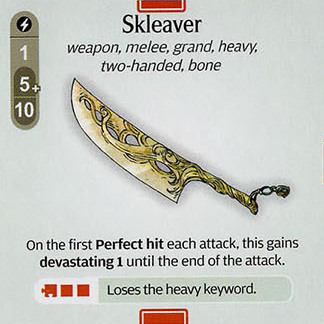 Skleaver
weapon, melee, grand, heavy,
two-handed, bone
1
5+
10
On the first Perfect hit each attack, this gains
devastating 1 until the end of the attack.
Loses the heavy keyword.